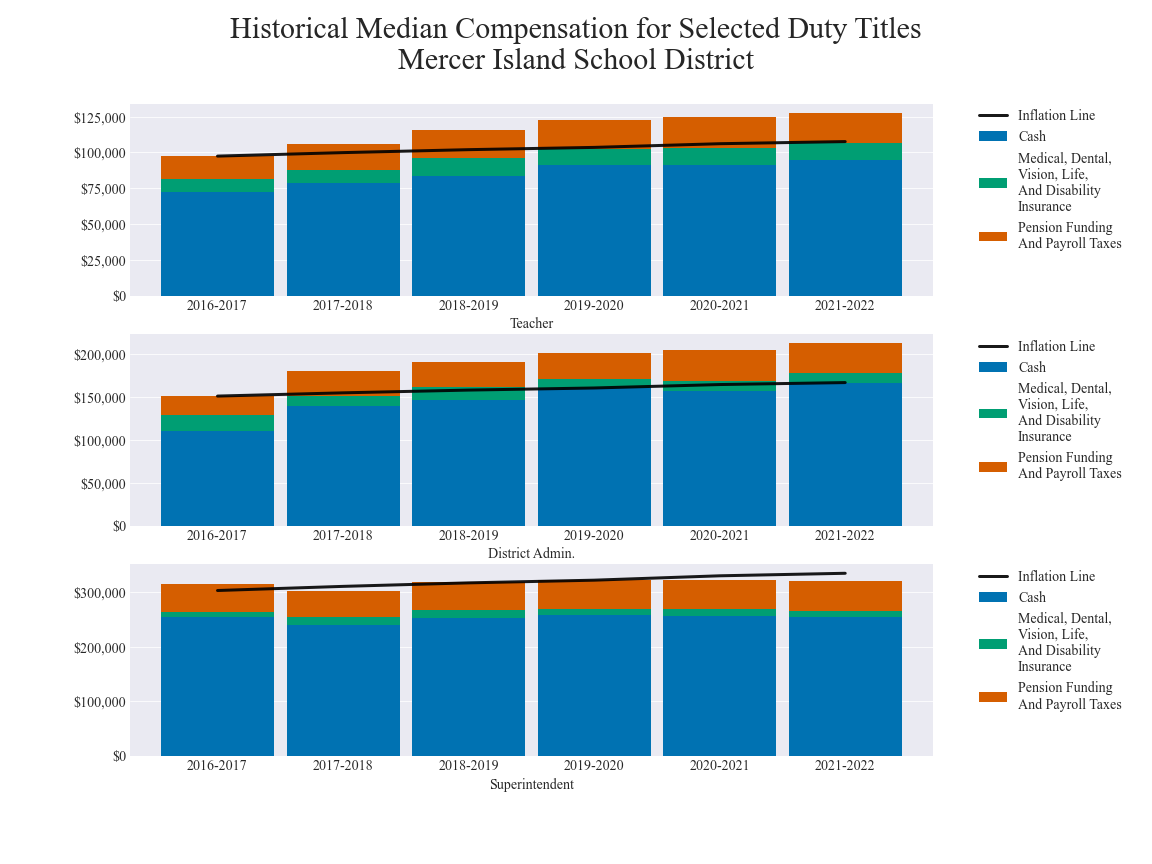 Historical Median Compensation for Selected Duty Titles
Mercer Island School District
$125,000
$100,000
$75,000
$50,000
$25,000
$0
2016-2017 2017-2018 2018-2019 2019-2020 2020-2021 2021-2022
Teacher
Inflation Line
Cash
Medical, Dental,
Vision, Life,
And Disability
Insurance
Pension Funding
And Payroll Taxes
$200,000
$150,000
$100,000
$50,000
$0
2016-2017 2017-2018 2018-2019 2019-2020 2020-2021 2021-2022
District Admin.
Inflation Line
Cash
Medical, Dental,
Vision, Life,
And Disability
Insurance
Pension Funding
And Payroll Taxes
$300,000
$200,000
$100,000
$0
2016-2017 2017-2018 2018-2019 2019-2020 2020-2021 2021-2022
Superintendent
Inflation Line
Cash
Medical, Dental,
Vision, Life,
And Disability
Insurance
Pension Funding
And Payroll Taxes